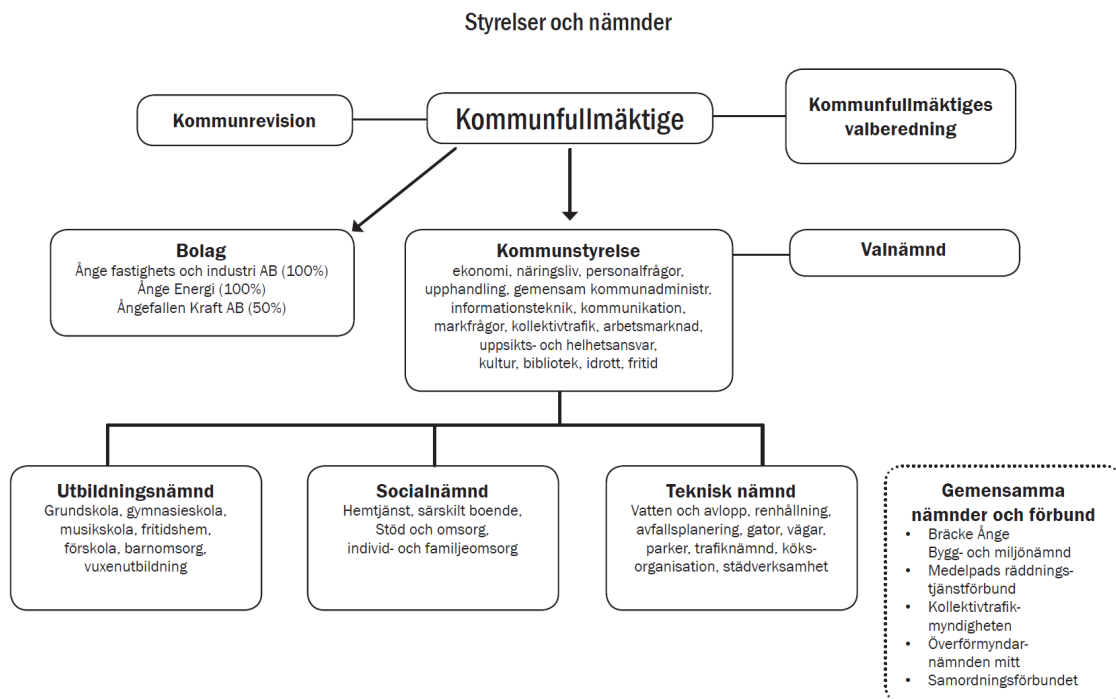 Styrelser och nämnder
Kommunrevision
Kommunfullmäktige
Kommunfullmäktiges
valberedning
Bolag
Ånge fastighets och industri AB (100%)
Ånge Energi (100%)
Ångefallen Kraft AB (50%)
Kommunstyrelse
ekonomi, näringsliv, personalfrågor,
upphandling, gemensam kommunadministr.
informationsteknik, kommunikation,
markfrågor, kollektivtrafik, arbetsmarknad,
uppsikts- och helhetsansvar,
kultur, bibliotek, idrott, fritid
Valnämnd
Utbildningsnämnd
Grundskola, gymnasieskola,
musikskola, fritidshem,
förskola, barnomsorg,
vuxenutbildning
Socialnämnd
Hemtjänst, särskilt boende,
Stöd och omsorg,
individ- och familjeomsorg
Teknisk nämnd
Vatten och avlopp, renhållning,
avfallsplanering, gator, vägar,
parker, trafiknämnd, köks-
organisation, städverksamhet
Gemensamma
nämnder och förbund
• Bräcke Ånge
Bygg- och miljönämnd
• Medelpads räddnings-
tjänstförbund
• Kollektivtrafik-
myndigheten
• Överförmyndar-
nämnden mitt
• Samordningsförbundet